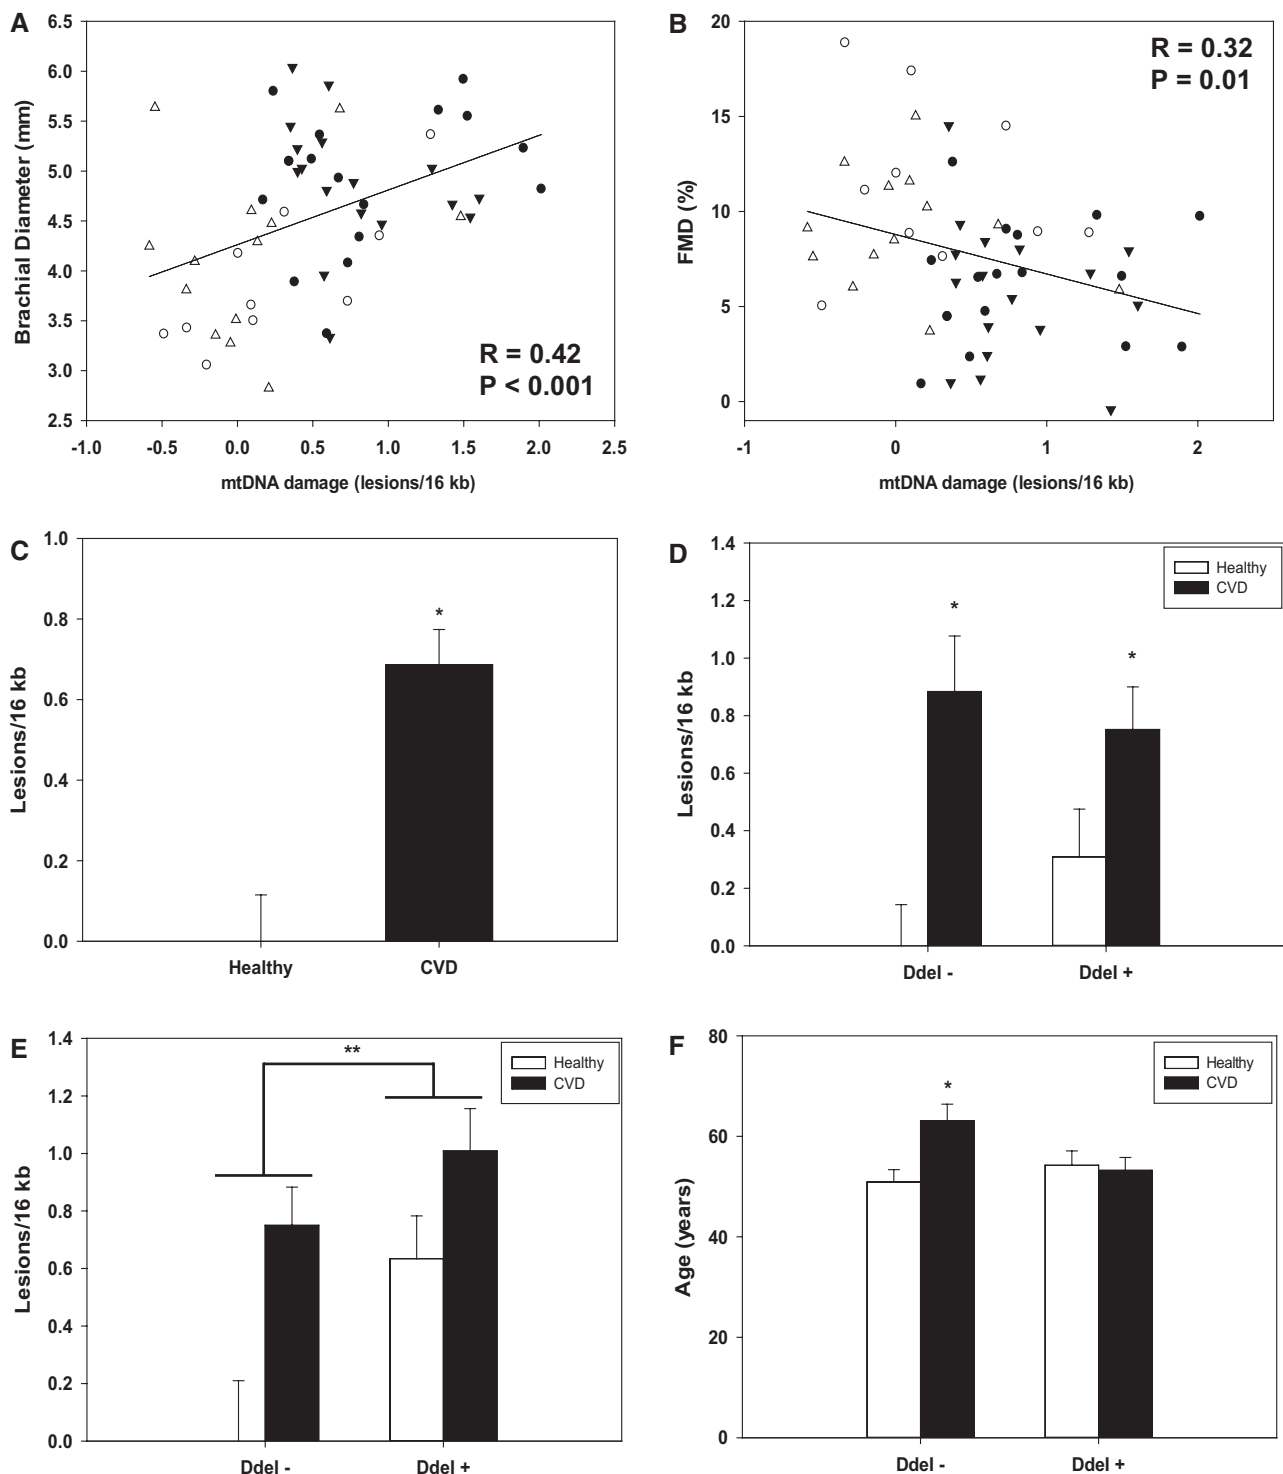 A
6.5
6.0
5.5
5.0
4.5
4.0
3.5
3.0
2.5
Brachial Diameter (mm)
R = 0.42
P < 0.001
-1.0 -0.5 0.0 0.5 1.0 1.5 2.0 2.5
mtDNA damage (lesions/16 kb)
B
20
15
10
5
0
FMD (%)
R = 0.32
P = 0.01
-1 0 1 2
mtDNA damage (lesions/16 kb)
C
1.0
0.8
0.6
0.4
0.2
0.0
Lesions/16 kb
*
Healthy CVD
D
1.4
1.2
1.0
0.8
0.6
0.4
0.2
0.0
Lesions/16 kb
Healthy
CVD
* *
Ddel - Ddel +
E
1.4
1.2
1.0
0.8
0.6
0.4
0.2
0.0
Lesions/16 kb
**
Healthy
CVD
Ddel - Ddel +
F
80
60
40
20
0
Age (years)
Healthy
CVD
*
Ddel - Ddel +